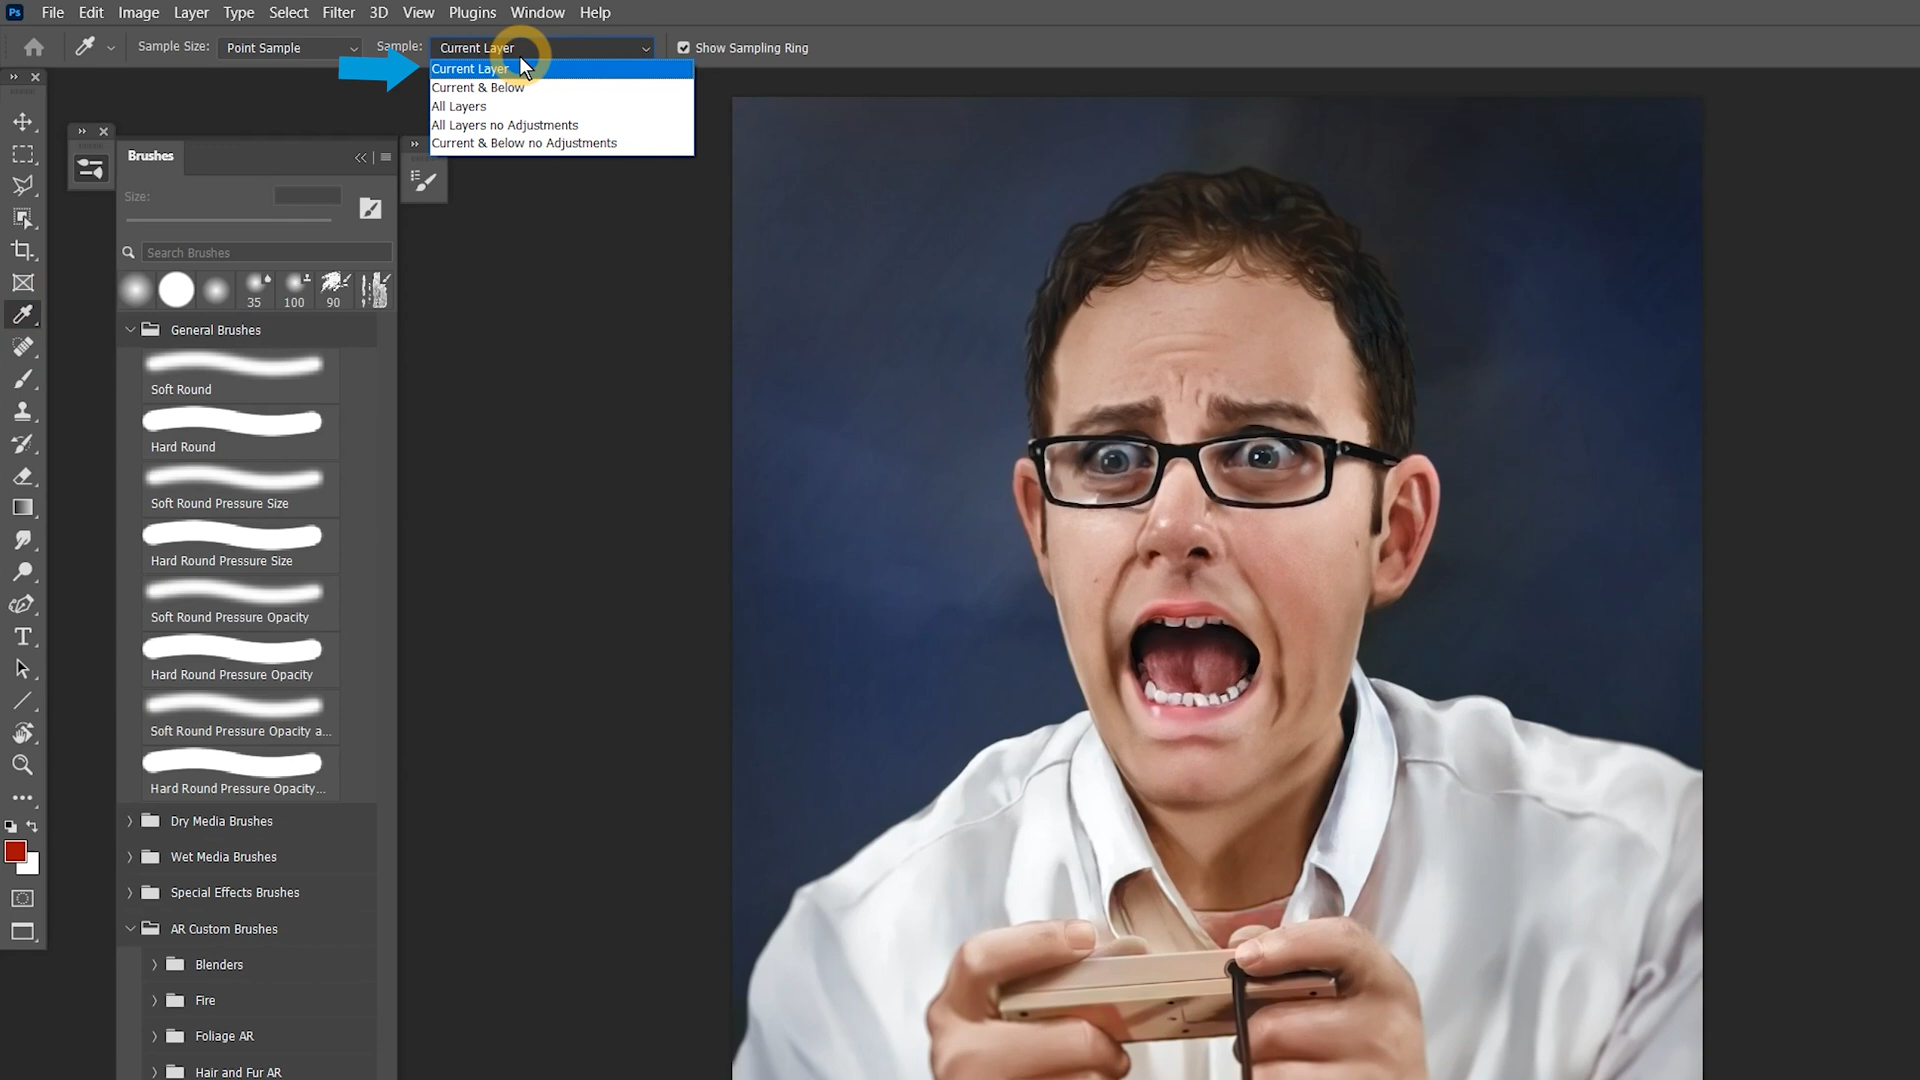 Ps File Edit Image Layer Type Select Filter 3D View Plugins Window Help
Sample Size: Point Sample Sample: Current Layer Show Sampling Ring
Current Layer
Current & Below
All Layers
All Layers no Adjustments
Current & Below no Adjustments
Brushes
Size:
Search Brushes
35 100 90
General Brushes
Soft Round
Hard Round
Soft Round Pressure Size
Hard Round Pressure Size
Soft Round Pressure Opacity
Hard Round Pressure Opacity
Soft Round Pressure Opacity a...
Hard Round Pressure Opacity...
Dry Media Brushes
Wet Media Brushes
Special Effects Brushes
AR Custom Brushes
Blenders
Fire
Foliage AR
Hair and Fur AR